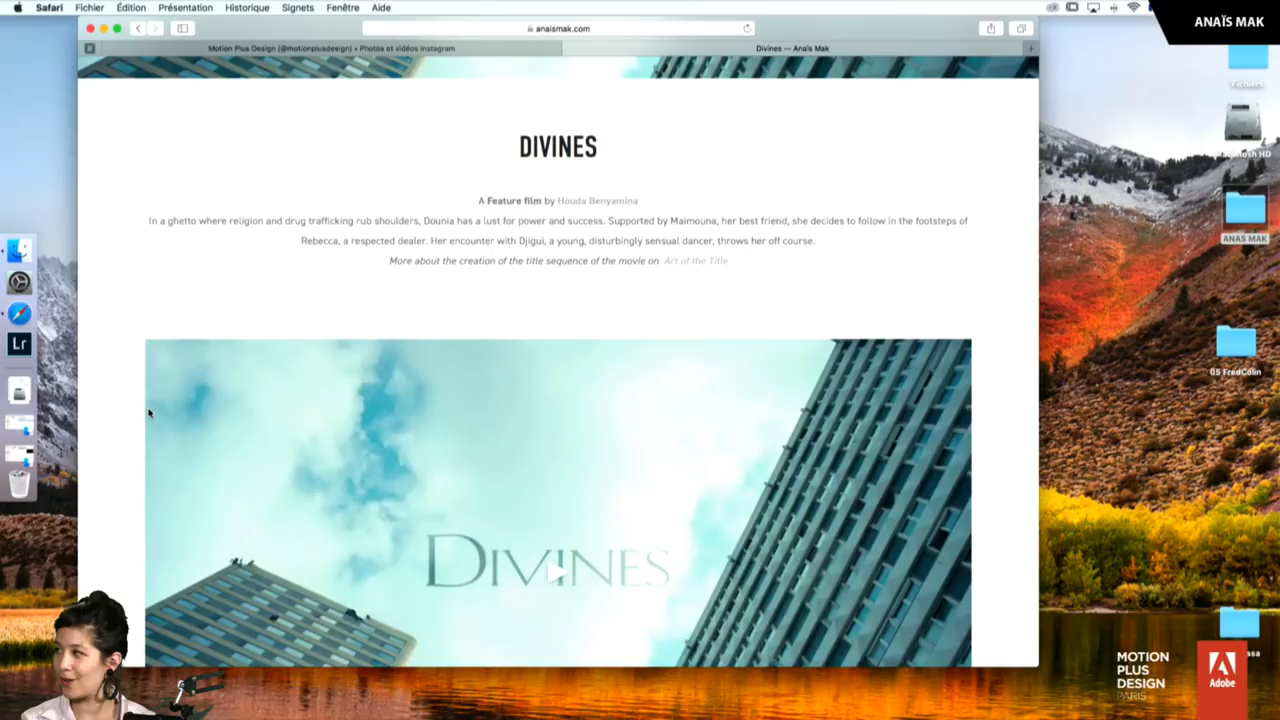 Safari Fichier Édition Présentation Historique Signets Fenêtre Aide
ANAÏS MAK
anaismak.com
Motion Plus Design (@motionplusdesign) • Photos et vidéos Instagram
Divines — Anaïs Mak
Fichiers
Macintosh HD
DIVINES
A Feature film by Houda Benyamina
In a ghetto where religion and drug trafficking rub shoulders, Dounia has a lust for power and success. Supported by Maimouna, her best friend, she decides to follow in the footsteps of
Rebecca, a respected dealer. Her encounter with Djigui, a young, disturbingly sensual dancer, throws her off course.
More about the creation of the title sequence of the movie on Art of the Title
ANAS MAK
Lr
05 FredColin
DIVINES
MOTION
PLUS
DESIGN
PARIS
Adobe